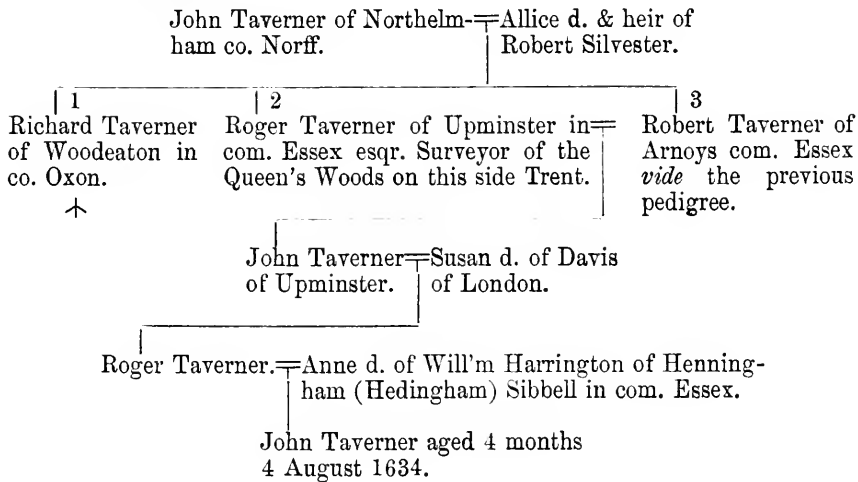 John Taverner of Northelm-
ham co. Norff.
Allice d. & heir of
Robert Silvester.
1
Richard Taverner
of Woodeaton in
co. Oxon.
2
Roger Taverner of Upminster in
com. Essex esqr. Surveyor of the
Queen's Woods on this side Trent.
3
Robert Taverner of
Arnoys com. Essex
vide the previous
pedigree.
John Taverner
of Upminster.
Susan d. of Davis
of London.
Roger Taverner.
Anne d. of Will'm Harrington of Henning-
ham (Hedingham) Sibbell in com. Essex.
John Taverner aged 4 months
4 August 1634.